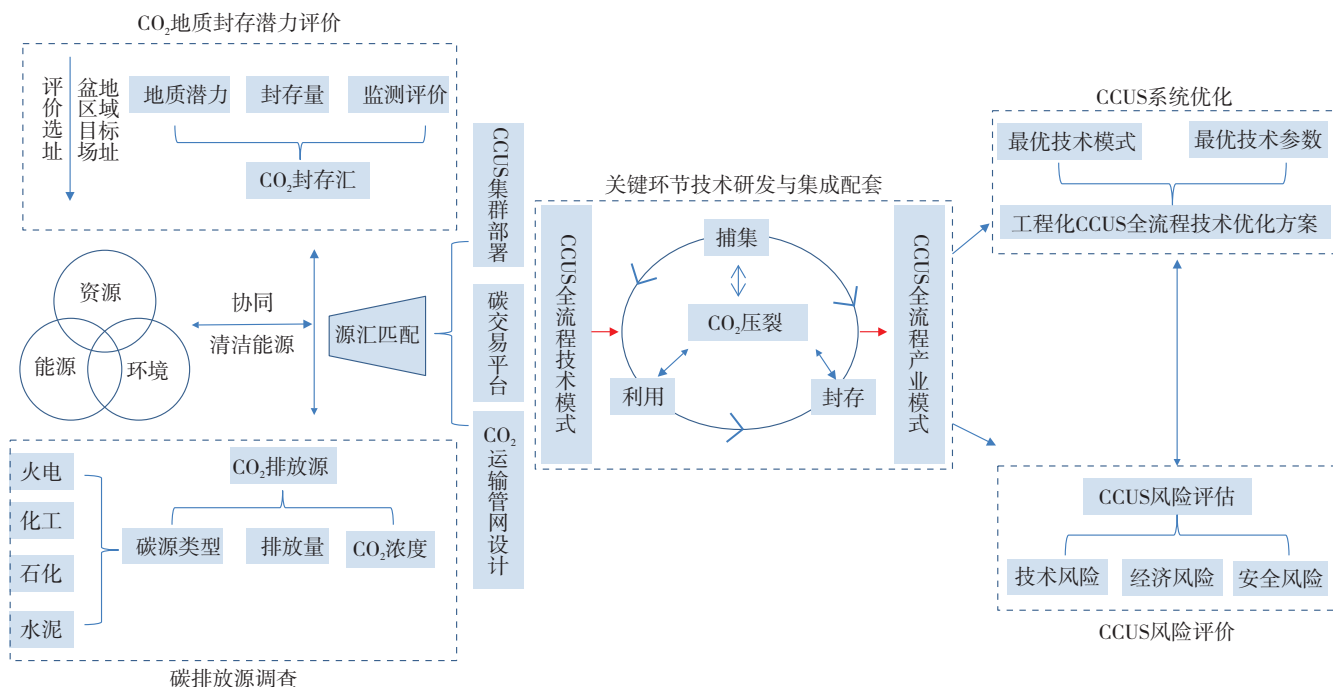 CO₂地质封存潜力评价
评价选址
盆区目场
地域标址
地质潜力
封存量
监测评价
CO₂封存汇
资源
能源
环境
协同
清洁能源
源汇匹配
CCUS集群部署
碳交易平台
CO₂运输管网设计
火电
化工
石化
水泥
CO₂排放源
碳源类型
排放量
CO₂浓度
碳排放源调查
关键环节技术研发与集成配套
CCUS全流程技术模式
捕集
CO₂压裂
利用
封存
CCUS全流程产业模式
CCUS系统优化
最优技术模式
最优技术参数
工程化CCUS全流程技术优化方案
CCUS风险评估
技术风险
经济风险
安全风险
CCUS风险评价